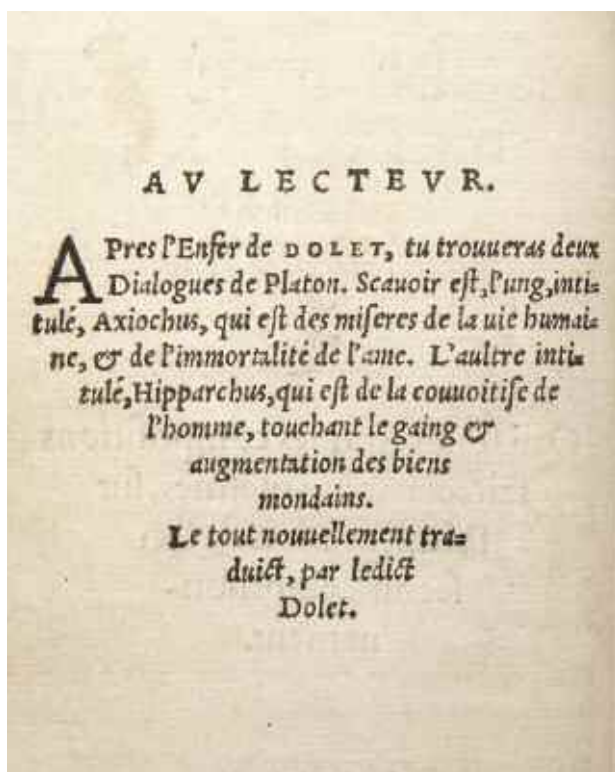 AV LECTEVR.
APres l'Enfer de DOLET, tu trouueras deux
Dialogues de Platon. Scauoir eſt, l'ung, inti=
tulé, Axiochus, qui eſt des miſeres de la uie humai=
ne, & de l'immortalité de l'ame. L'aultre inti=
tulé, Hipparchus, qui eſt de la couuoitiſe de
l'homme, touchant le gaing &
augmentation des biens
mondains.
Le tout nouuellement tra=
duict, par ledict
Dolet.